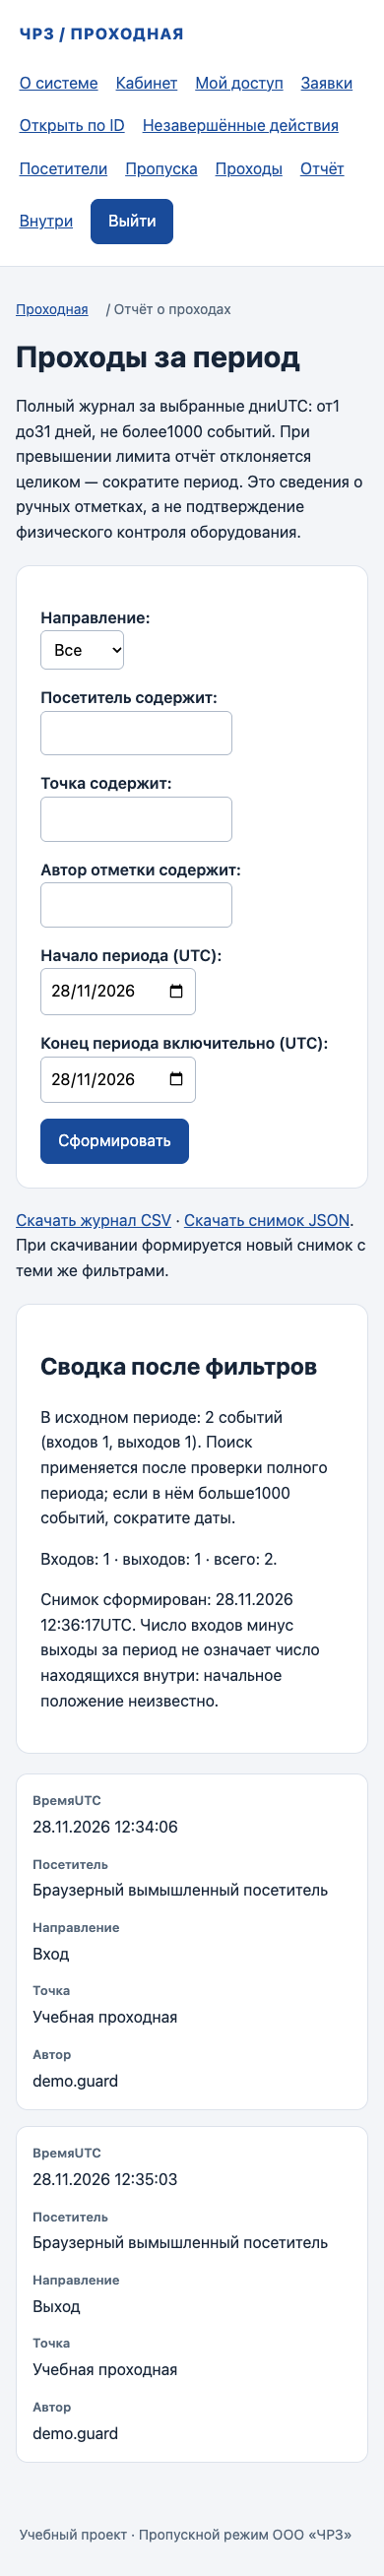 ЧРЗ / ПРОХОДНАЯ
О системе Кабинет Мой доступ Заявки
Открыть по ID Незавершённые действия
Посетители Пропуска Проходы Отчёт
Внутри Выйти
Проходная / Отчёт о проходах
Проходы за период
Полный журнал за выбранные дниUTC: от1
до31 дней, не более1000 событий. При
превышении лимита отчёт отклоняется
целиком — сократите период. Это сведения о
ручных отметках, а не подтверждение
физического контроля оборудования.
Направление:
Все
Посетитель содержит:
Точка содержит:
Автор отметки содержит:
Начало периода (UTC):
28/11/2026
Конец периода включительно (UTC):
28/11/2026
Сформировать
Скачать журнал CSV · Скачать снимок JSON.
При скачивании формируется новый снимок с
теми же фильтрами.
Сводка после фильтров
В исходном периоде: 2 событий
(входов 1, выходов 1). Поиск
применяется после проверки полного
периода; если в нём больше1000
событий, сократите даты.
Входов: 1 · выходов: 1 · всего: 2.
Снимок сформирован: 28.11.2026
12:36:17UTC. Число входов минус
выходы за период не означает число
находящихся внутри: начальное
положение неизвестно.
ВремяUTC
28.11.2026 12:34:06
Посетитель
Браузерный вымышленный посетитель
Направление
Вход
Точка
Учебная проходная
Автор
demo.guard
ВремяUTC
28.11.2026 12:35:03
Посетитель
Браузерный вымышленный посетитель
Направление
Выход
Точка
Учебная проходная
Автор
demo.guard
Учебный проект · Пропускной режим ООО «ЧРЗ»